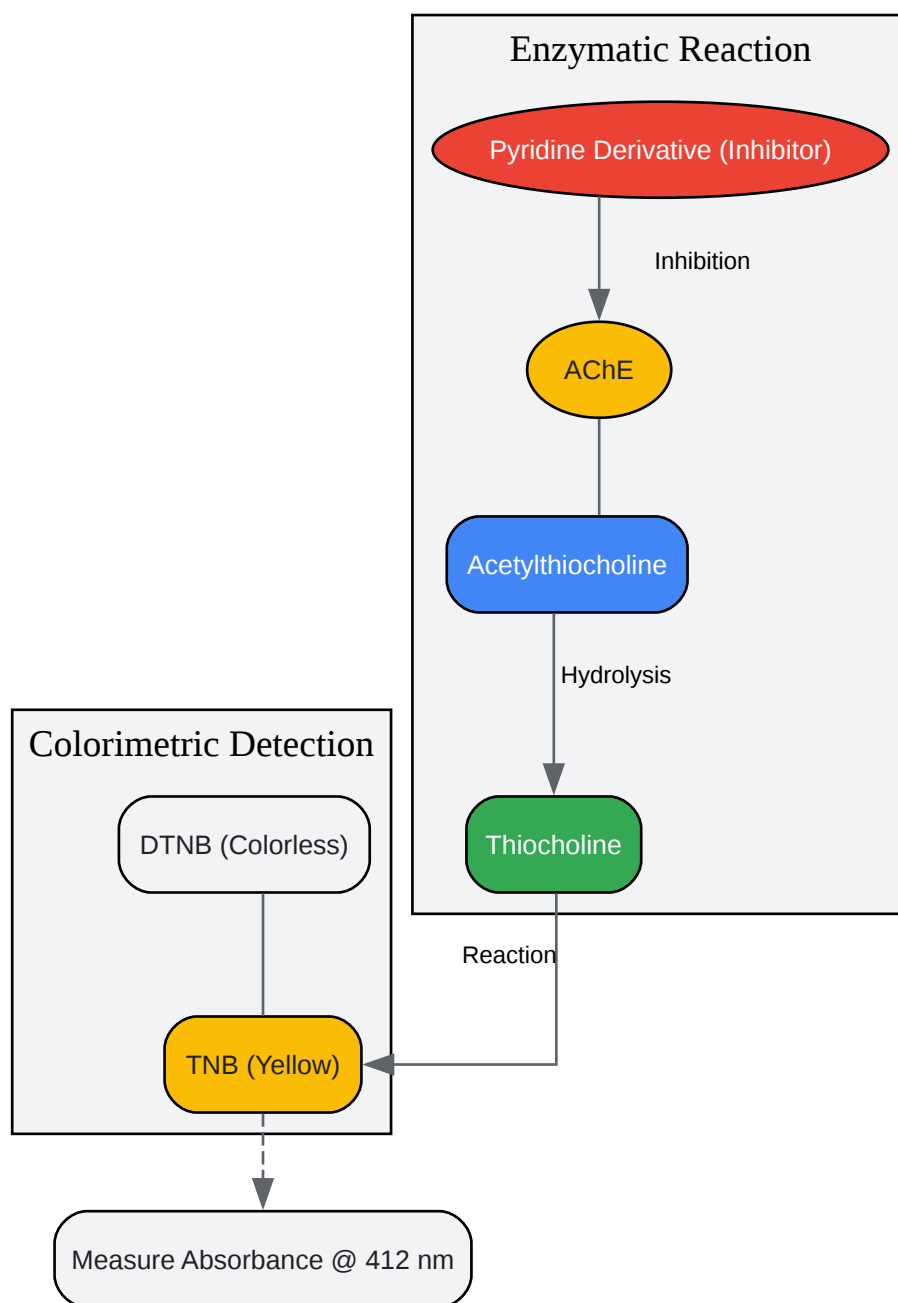 Enzymatic Reaction
Pyridine Derivative (Inhibitor)
Inhibition
AChE
Acetylthiocholine
Hydrolysis
Thiocholine
Reaction
Colorimetric Detection
DTNB (Colorless)
TNB (Yellow)
Measure Absorbance @ 412 nm